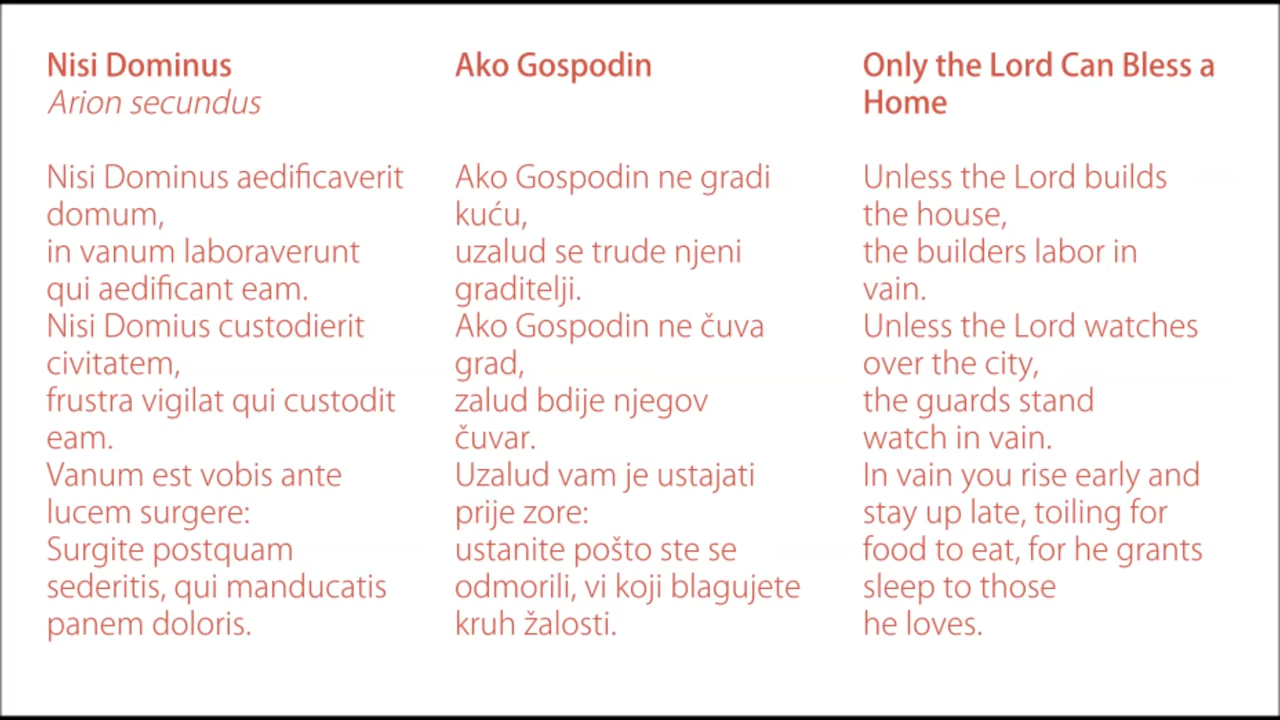 Nisi Dominus
Arion secundus
Nisi Dominus aedificaverit
domum,
in vanum laboraverunt
qui aedificant eam.
Nisi Domius custodierit
civitatem,
frustra vigilat qui custodit
eam.
Vanum est vobis ante
lucem surgere:
Surgite postquam
sederitis, qui manducatis
panem doloris.
Ako Gospodin
Ako Gospodin ne gradi
kuću,
uzalud se trude njeni
graditelji.
Ako Gospodin ne čuva
grad,
zalud bdije njegov
čuvar.
Uzalud vam je ustajati
prije zore:
ustanite pošto ste se
odmorili, vi koji blagujete
kruh žalosti.
Only the Lord Can Bless a
Home
Unless the Lord builds
the house,
the builders labor in
vain.
Unless the Lord watches
over the city,
the guards stand
watch in vain.
In vain you rise early and
stay up late, toiling for
food to eat, for he grants
sleep to those
he loves.